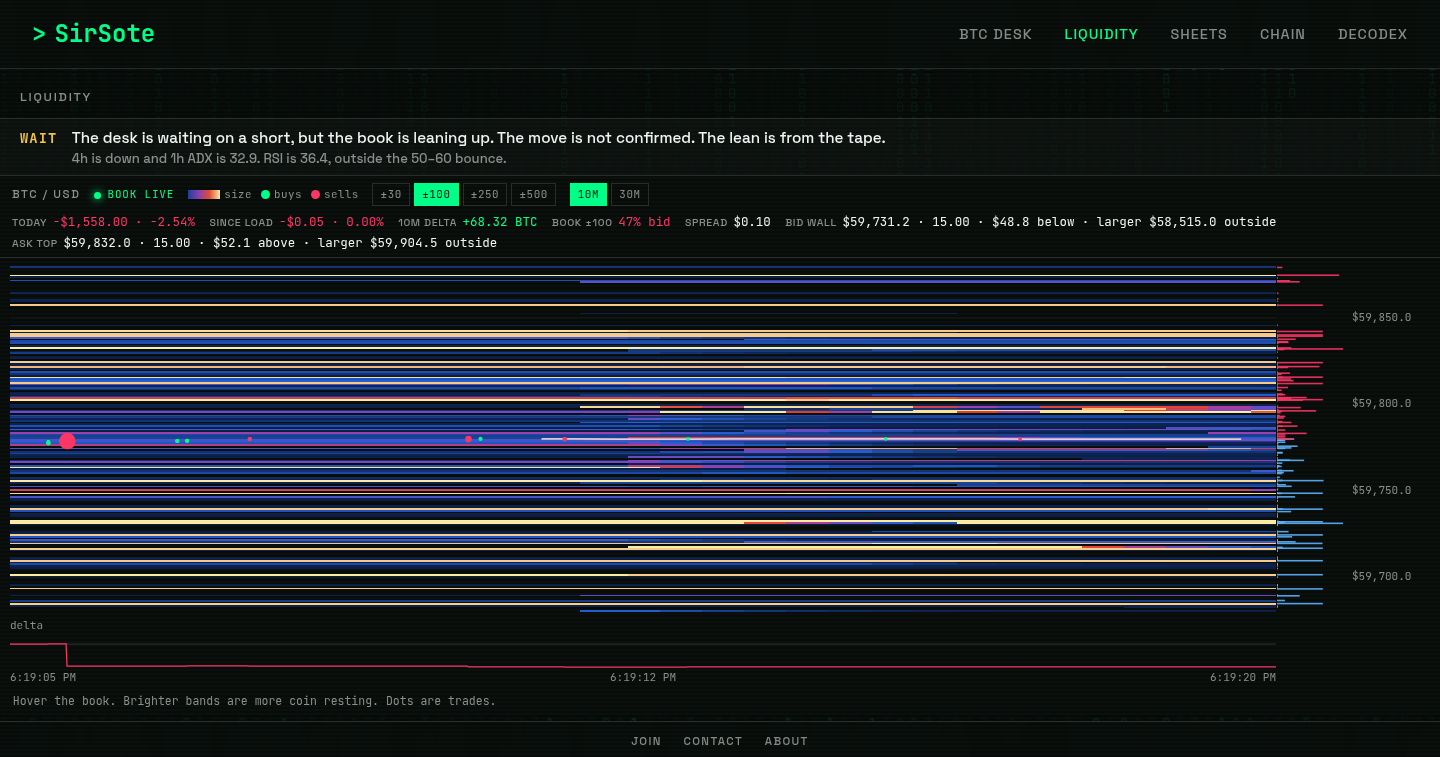 > SirSote
BTC DESK LIQUIDITY SHEETS CHAIN DECODEX
LIQUIDITY
WAIT The desk is waiting on a short, but the book is leaning up. The move is not confirmed. The lean is from the tape.
4h is down and 1h ADX is 32.9. RSI is 36.4, outside the 50–60 bounce.
BTC / USD BOOK LIVE size buys sells ±30 ±100 ±250 ±500 10M 30M
TODAY -$1,558.00 · -2.54% SINCE LOAD -$0.05 · 0.00% 10M DELTA +68.32 BTC BOOK ±100 47% bid SPREAD $0.10 BID WALL $59,731.2 · 15.00 · $48.8 below · larger $58,515.0 outside
ASK TOP $59,832.0 · 15.00 · $52.1 above · larger $59,904.5 outside
$59,850.0
$59,800.0
$59,750.0
$59,700.0
delta
6:19:05 PM 6:19:12 PM 6:19:20 PM
Hover the book. Brighter bands are more coin resting. Dots are trades.
JOIN CONTACT ABOUT